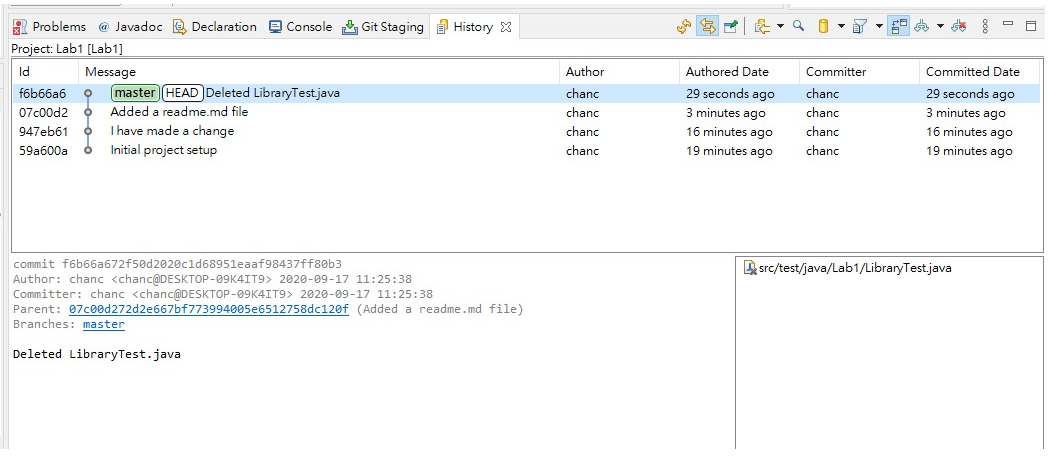 Problems @ Javadoc Declaration Console Git Staging History
Project: Lab1 [Lab1]
Id Message Author Authored Date Committer Committed Date
f6b66a6 master HEAD Deleted LibraryTest.java chanc 29 seconds ago chanc 29 seconds ago
07c00d2 Added a readme.md file chanc 3 minutes ago chanc 3 minutes ago
947eb61 I have made a change chanc 16 minutes ago chanc 16 minutes ago
59a600a Initial project setup chanc 19 minutes ago chanc 19 minutes ago
commit f6b66a672f50d2020c1d68951eaaf98437ff80b3
Author: chanc <chanc@DESKTOP-09K4IT9> 2020-09-17 11:25:38
Committer: chanc <chanc@DESKTOP-09K4IT9> 2020-09-17 11:25:38
Parent: 07c00d272d2e667bf773994005e6512758dc120f (Added a readme.md file)
Branches: master
Deleted LibraryTest.java
src/test/java/Lab1/LibraryTest.java